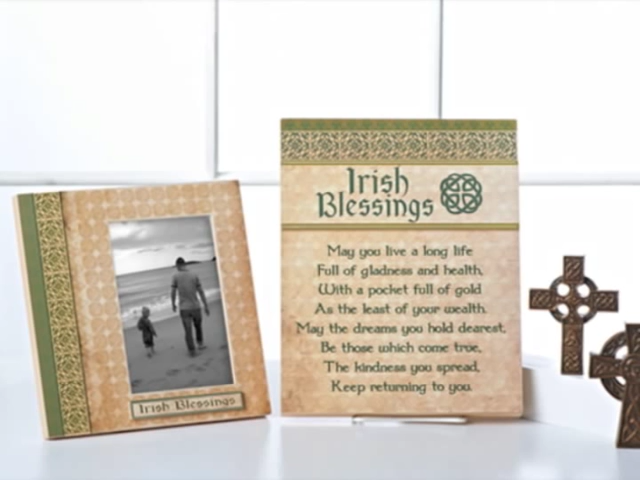 Irish Blessings
Irish
Blessings
May you live a long life
Full of gladness and health,
With a pocket full of gold
As the least of your wealth.
May the dreams you hold dearest,
Be those which come true,
The kindness you spread,
Keep returning to you.